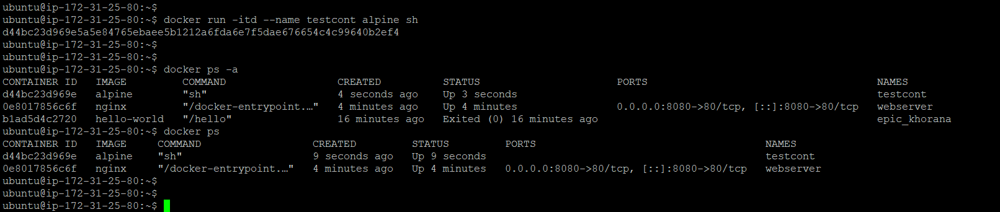 ubuntu@ip-172-31-25-80:~$
ubuntu@ip-172-31-25-80:~$ docker run -itd --name testcont alpine sh
d44bc23d969e5a5e84765ebaee5b1212a6fda6e7f5dae676654c4c99640b2ef4
ubuntu@ip-172-31-25-80:~$
ubuntu@ip-172-31-25-80:~$
ubuntu@ip-172-31-25-80:~$ docker ps -a
CONTAINER ID   IMAGE         COMMAND                  CREATED          STATUS                      PORTS                                     NAMES
d44bc23d969e   alpine        "sh"                     4 seconds ago    Up 3 seconds                                                          testcont
0e8017856c6f   nginx         "/docker-entrypoint.…"   4 minutes ago    Up 4 minutes                0.0.0.0:8080->80/tcp, [::]:8080->80/tcp   webserver
b1ad5d4c2720   hello-world   "/hello"                 16 minutes ago   Exited (0) 16 minutes ago                                             epic_khorana
ubuntu@ip-172-31-25-80:~$ docker ps
CONTAINER ID   IMAGE     COMMAND                  CREATED         STATUS         PORTS                                     NAMES
d44bc23d969e   alpine    "sh"                     9 seconds ago   Up 9 seconds                                             testcont
0e8017856c6f   nginx     "/docker-entrypoint.…"   4 minutes ago   Up 4 minutes   0.0.0.0:8080->80/tcp, [::]:8080->80/tcp   webserver
ubuntu@ip-172-31-25-80:~$
ubuntu@ip-172-31-25-80:~$
ubuntu@ip-172-31-25-80:~$